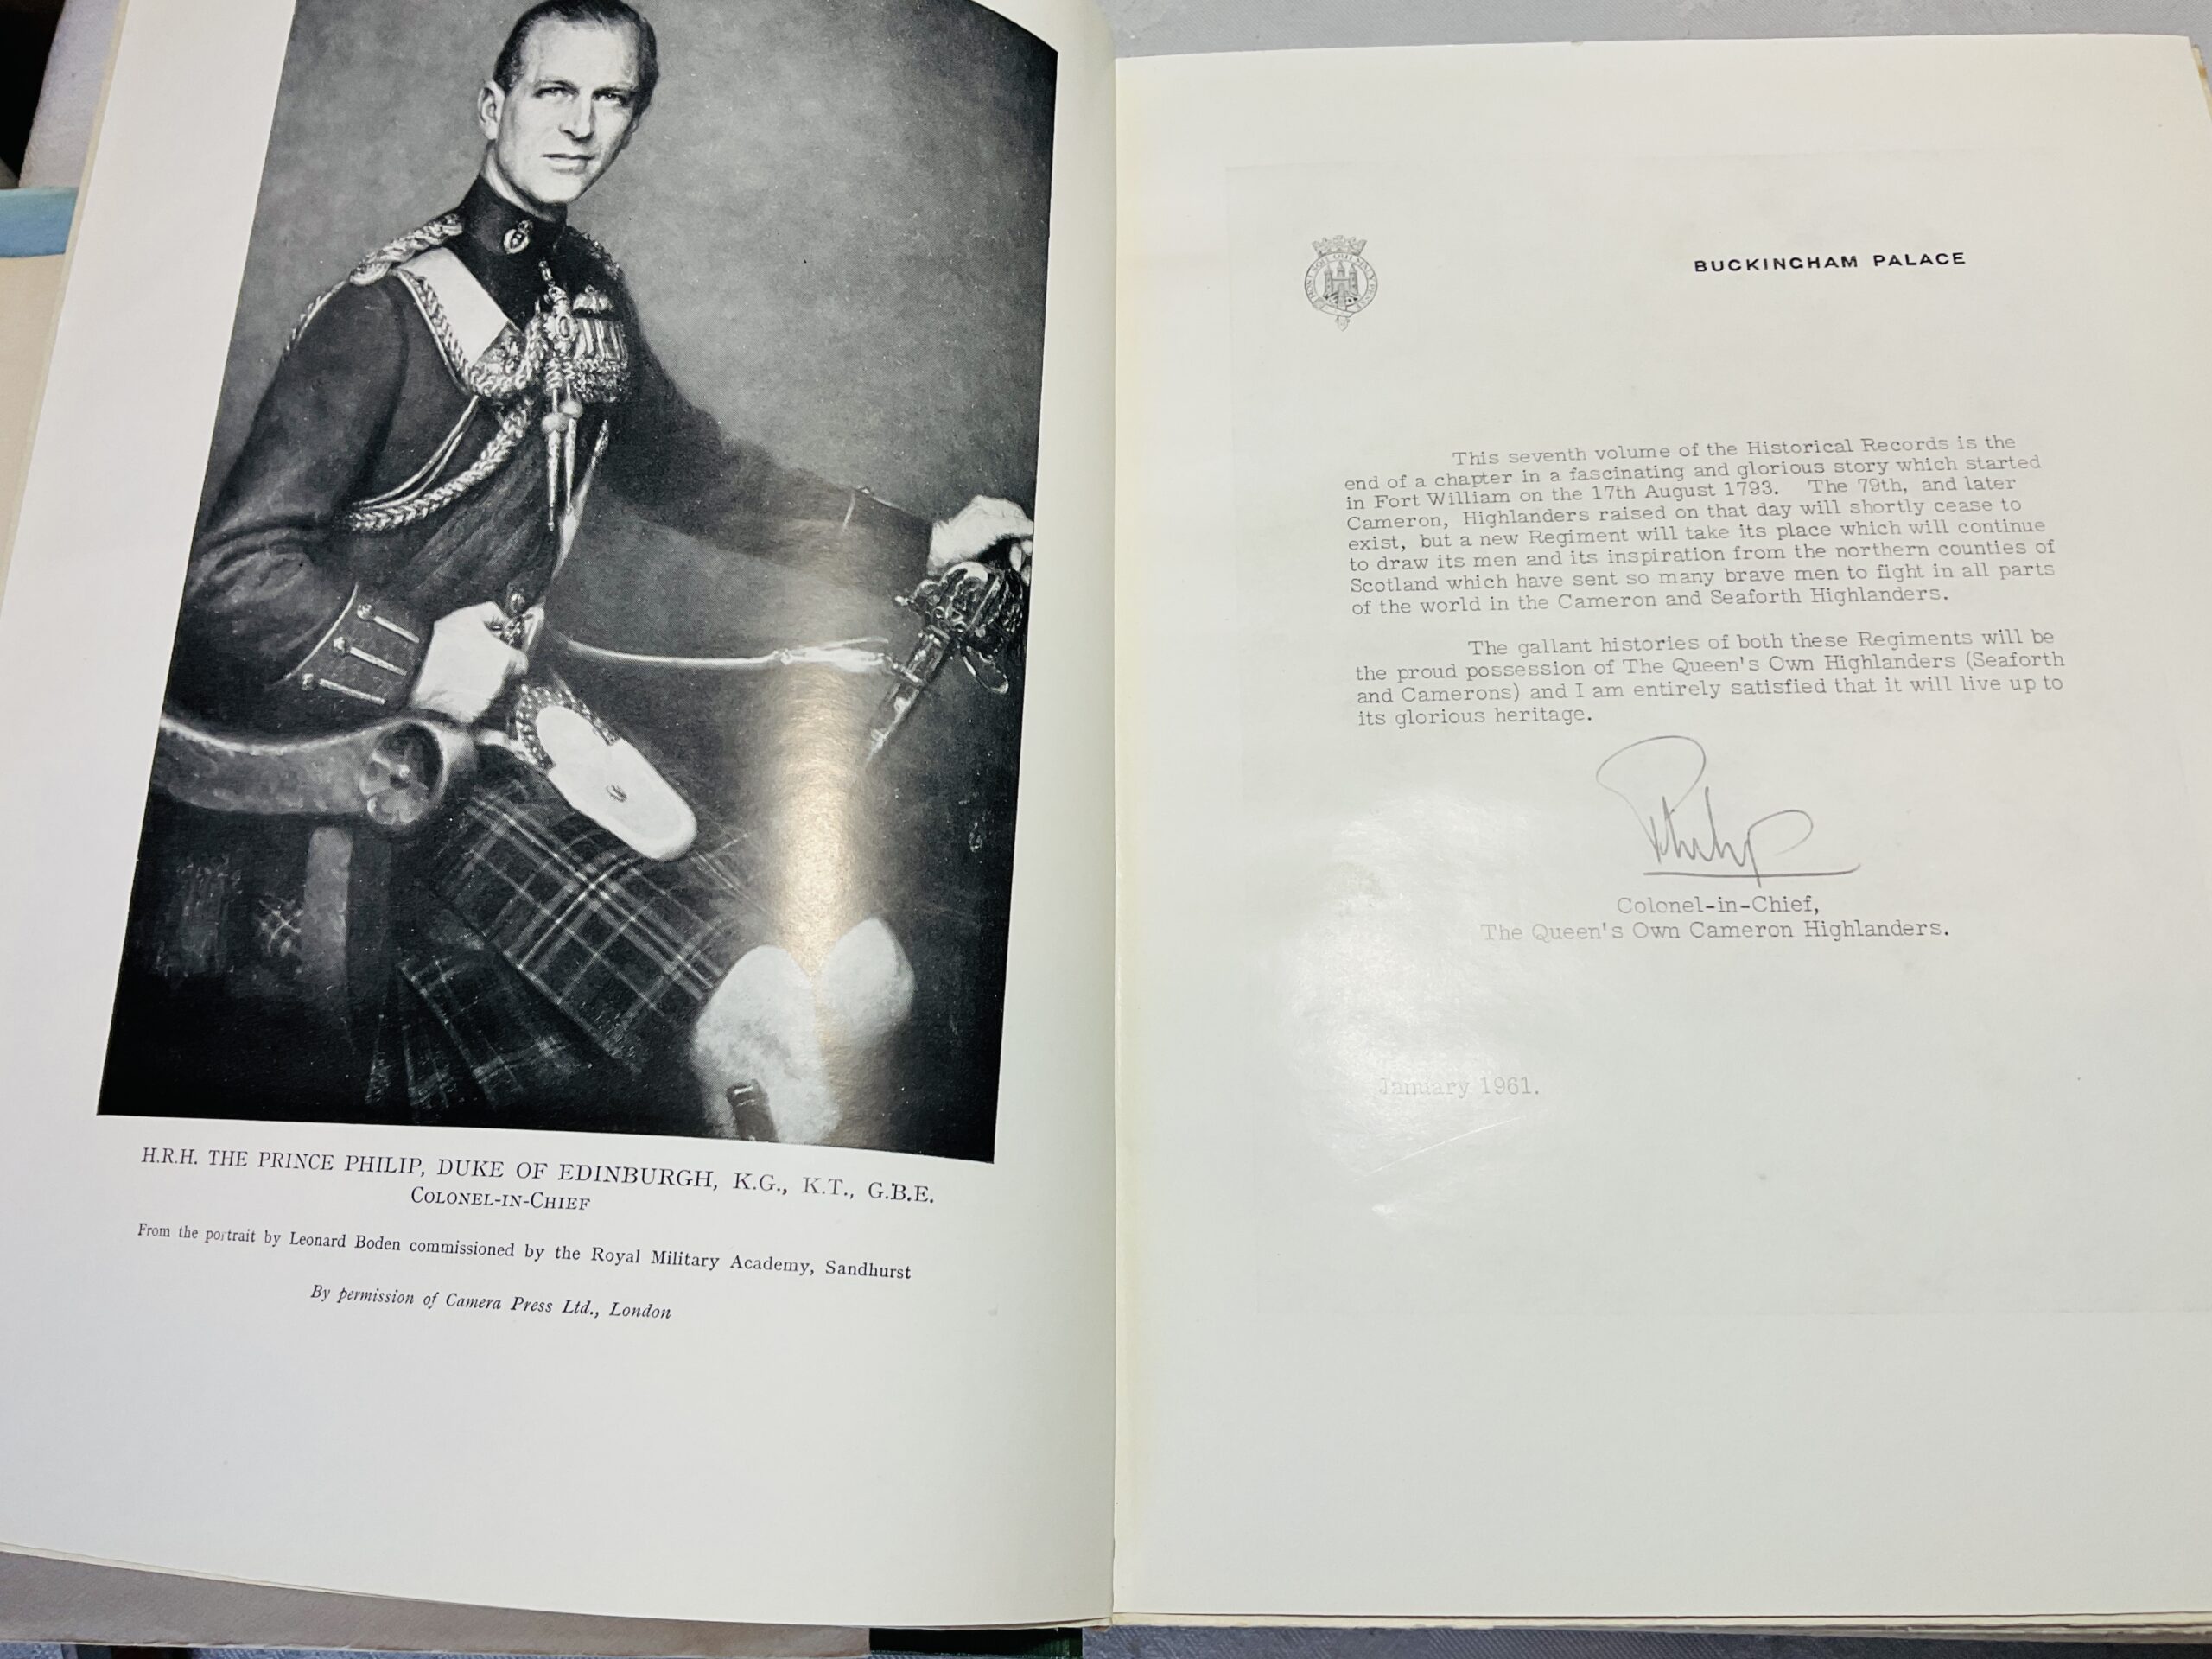 H.R.H. THE PRINCE PHILIP, DUKE OF EDINBURGH, K.G., K.T., G.B.E.
COLONEL-IN-CHIEF
From the portrait by Leonard Boden commissioned by the Royal Military Academy, Sandhurst
By permission of Camera Press Ltd., London
BUCKINGHAM PALACE
This seventh volume of the Historical Records is the
end of a chapter in a fascinating and glorious story which started
in Fort William on the 17th August 1793. The 79th, and later
Cameron, Highlanders raised on that day will shortly cease to
exist, but a new Regiment will take its place which will continue
to draw its men and its inspiration from the northern counties of
Scotland which have sent so many brave men to fight in all parts
of the world in the Cameron and Seaforth Highlanders.
The gallant histories of both these Regiments will be
the proud possession of The Queen's Own Highlanders (Seaforth
and Camerons) and I am entirely satisfied that it will live up to
its glorious heritage.
Philip
Colonel-in-Chief,
The Queen's Own Cameron Highlanders.
January 1961.